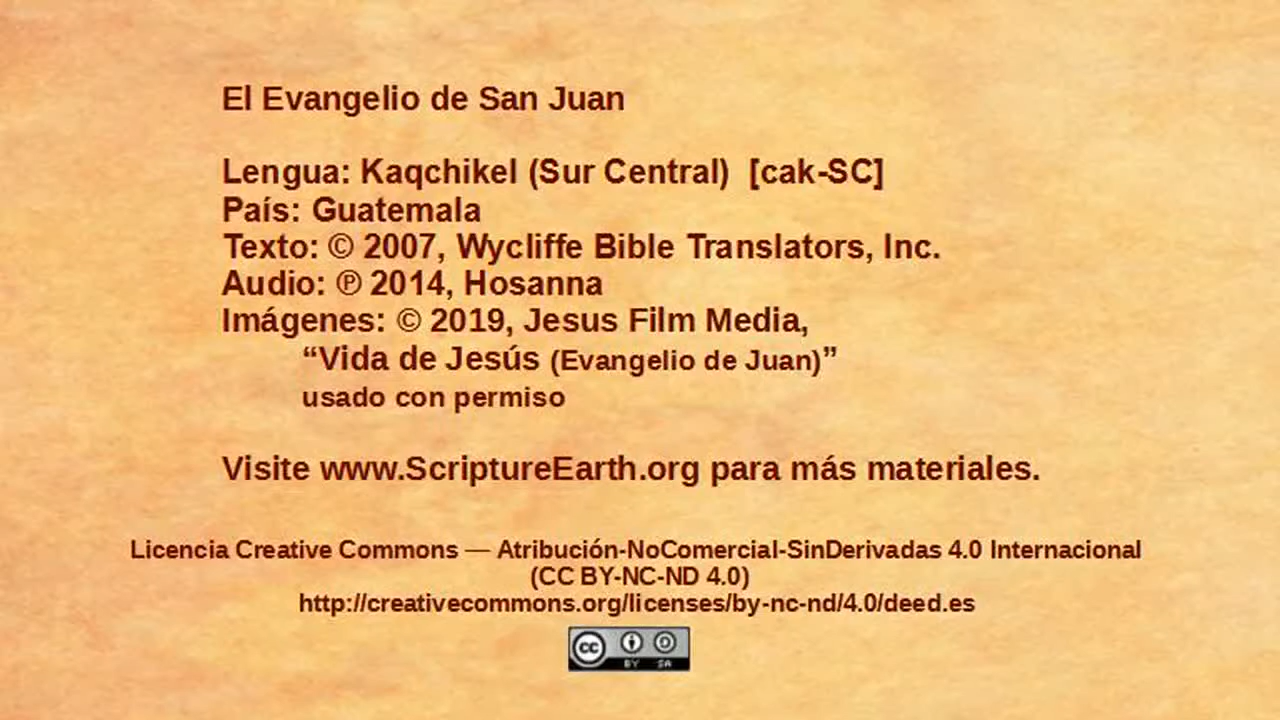 El Evangelio de San Juan
Lengua: Kaqchikel (Sur Central) [cak-SC]
País: Guatemala
Texto: © 2007, Wycliffe Bible Translators, Inc.
Audio: ℗ 2014, Hosanna
Imágenes: © 2019, Jesus Film Media,
“Vida de Jesús (Evangelio de Juan)”
usado con permiso
Visite www.ScriptureEarth.org para más materiales.
Licencia Creative Commons — Atribución-NoComercial-SinDerivadas 4.0 Internacional
(CC BY-NC-ND 4.0)
http://creativecommons.org/licenses/by-nc-nd/4.0/deed.es
cc
BY SA